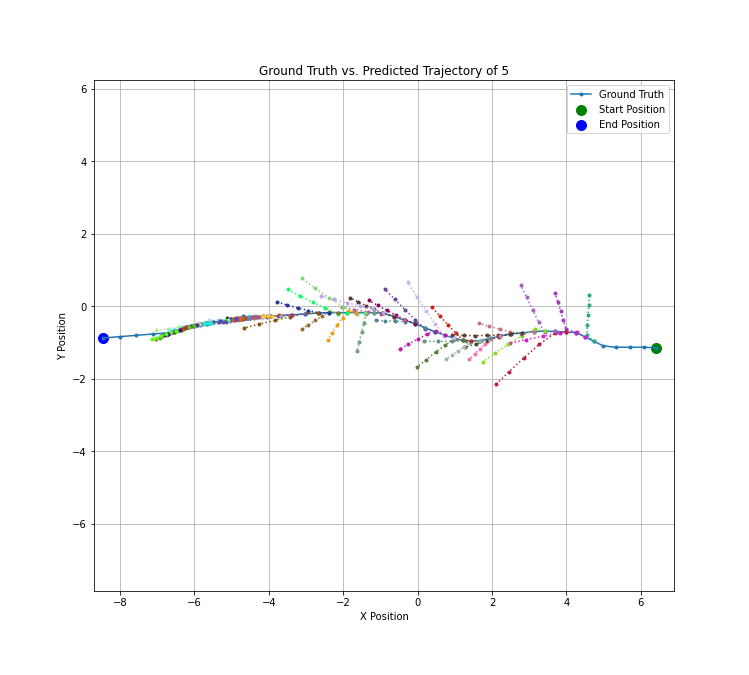 Ground Truth vs. Predicted Trajectory of 5
Ground Truth
Start Position
End Position
6
4
2
0
−2
−4
−6
Y Position
−8
−6
−4
−2
0
2
4
6
X Position